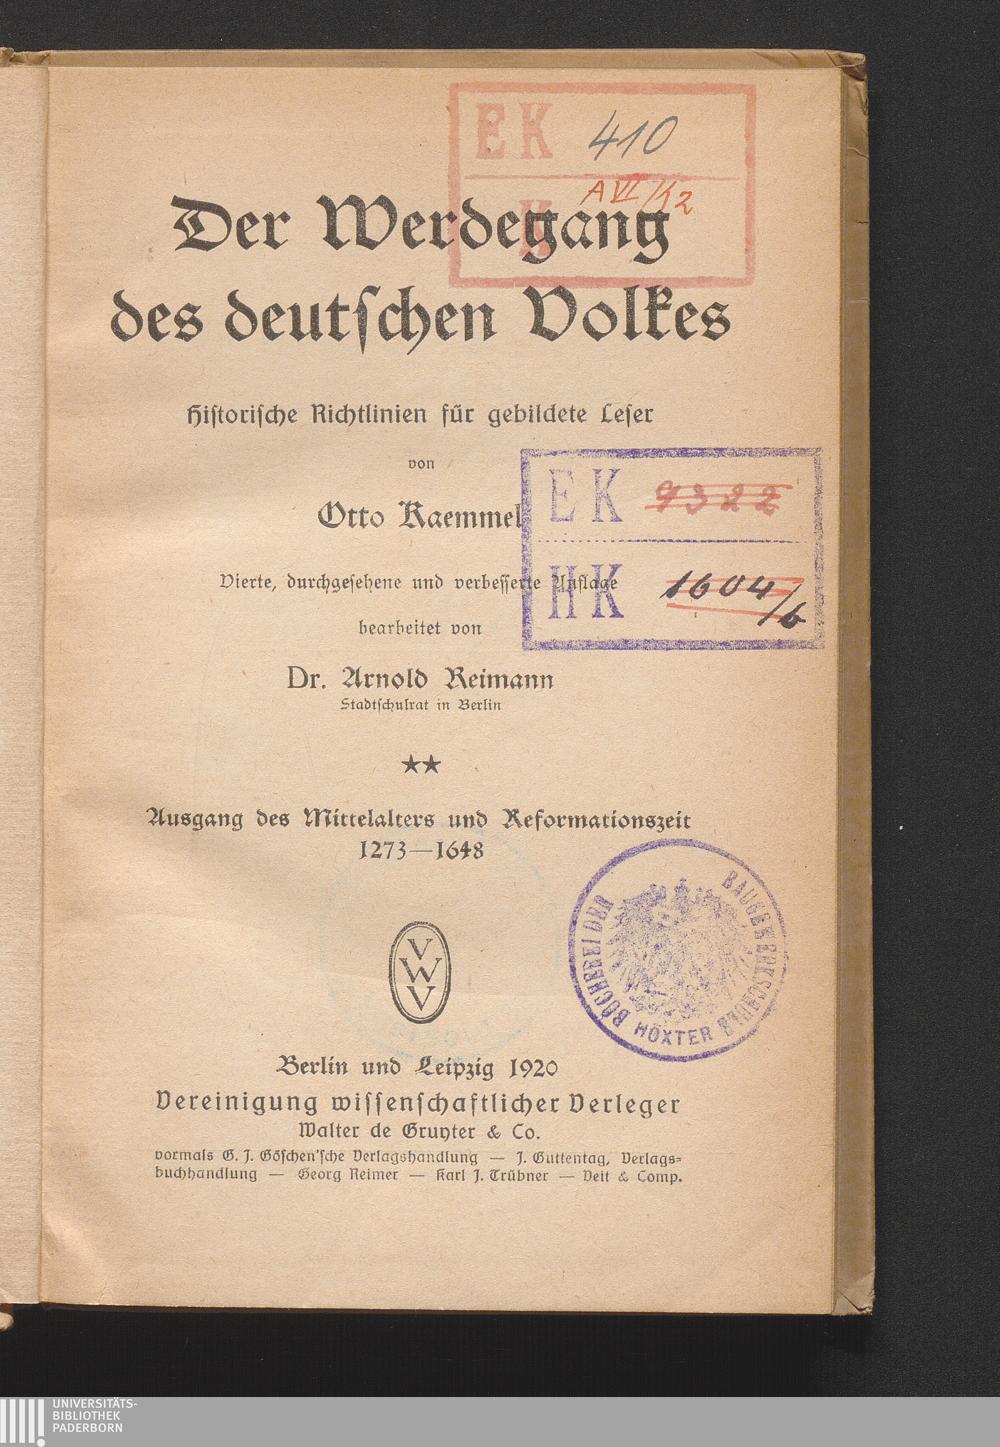 EK 410
A VI/12
K
Der Werdegang
des deutſchen Volkes
Hiſtoriſche Richtlinien für gebildete Leſer
von
Otto Kaemmel
EK 9322
Vierte, durchgeſehene und verbeſſerte Auflage
HK 1604/6
bearbeitet von
Dr. Arnold Reimann
Stadtſchulrat in Berlin
★★
Ausgang des Mittelalters und Reformationszeit
1273—1648
BÜCHEREI DER BAUGEWERKSCHULE
HÖXTER
VWV
Berlin und Leipzig 1920
Vereinigung wiſſenſchaftlicher Verleger
Walter de Gruyter & Co.
vormals G. J. Göſchen'ſche Verlagshandlung — J. Guttentag, Verlags-
buchhandlung — Georg Reimer — Karl J. Trübner — Veit & Comp.
UNIVERSITÄTS-
BIBLIOTHEK
PADERBORN